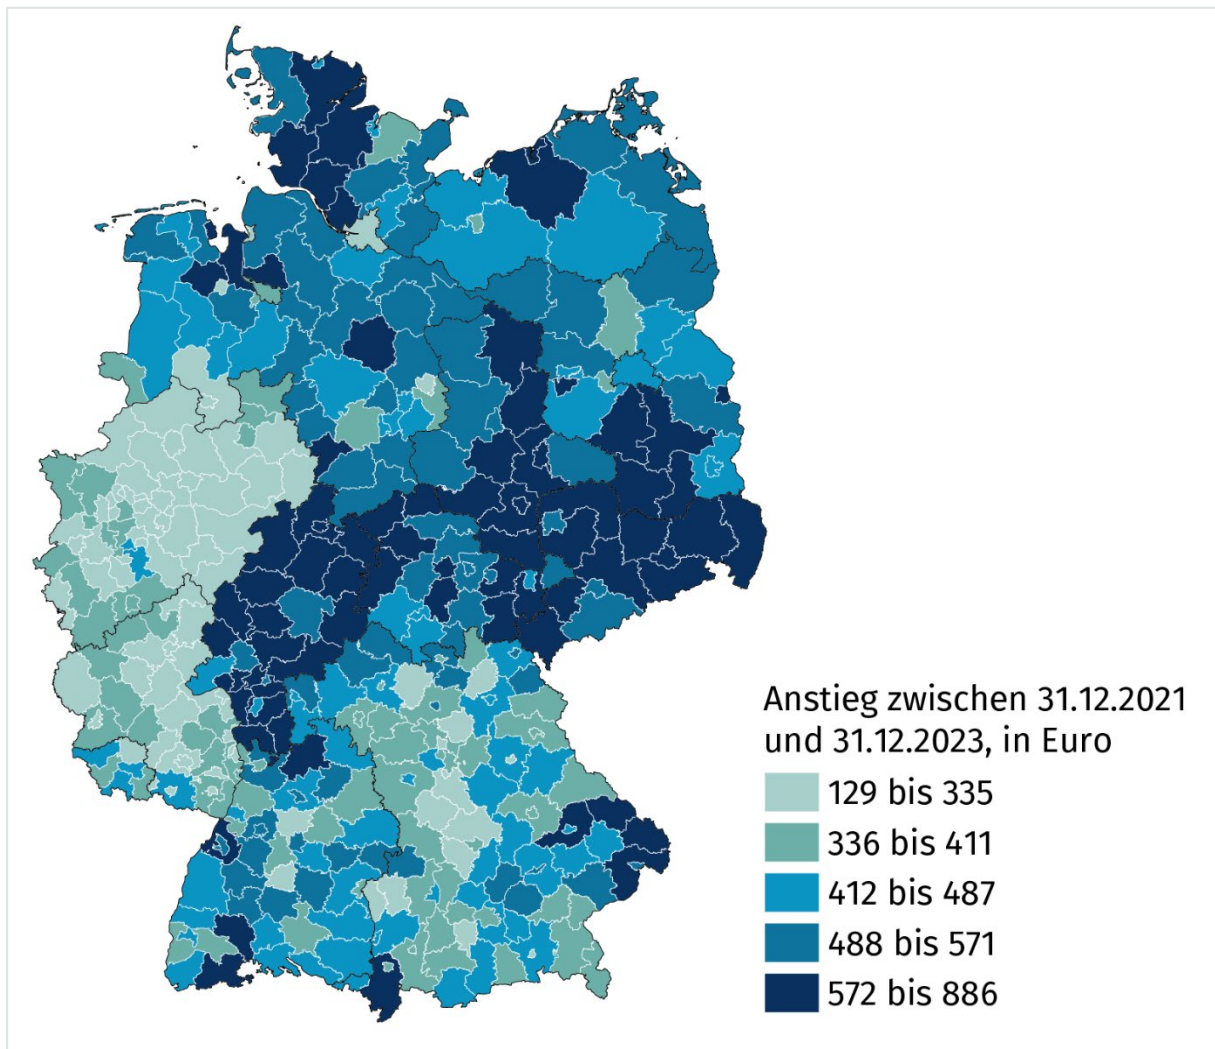 Anstieg zwischen 31.12.2021
und 31.12.2023, in Euro
129 bis 335
336 bis 411
412 bis 487
488 bis 571
572 bis 886